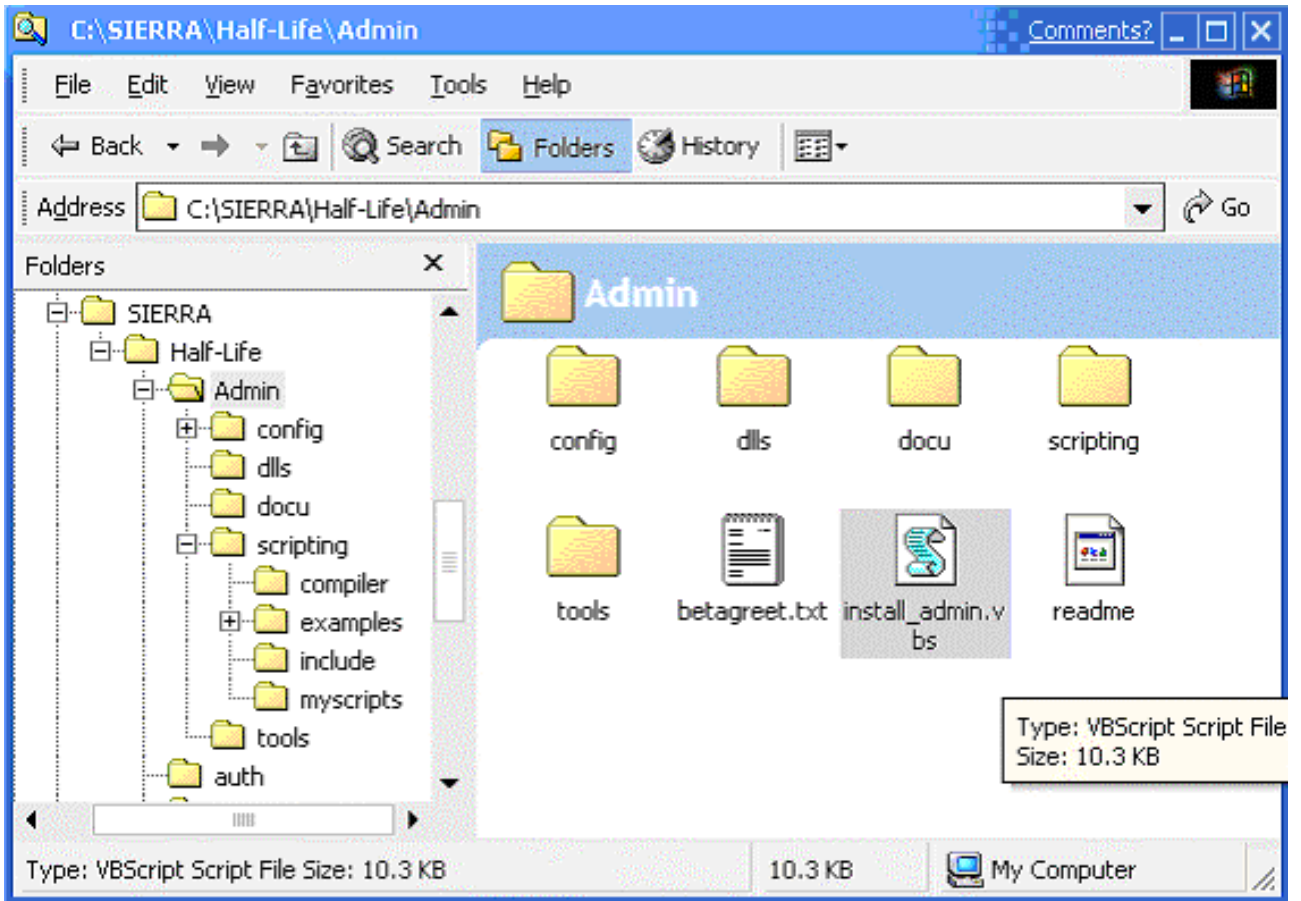 C:\SIERRA\Half-Life\Admin
Comments?
File Edit View Favorites Tools Help
Back Search Folders History
Address C:\SIERRA\Half-Life\Admin Go
Folders
SIERRA
Half-Life
Admin
config
dlls
docu
scripting
compiler
examples
include
myscripts
tools
auth
Admin
config dlls docu scripting
tools betagreet.txt install_admin.v
bs
readme
Type: VBScript Script File
Size: 10.3 KB
Type: VBScript Script File Size: 10.3 KB 10.3 KB My Computer